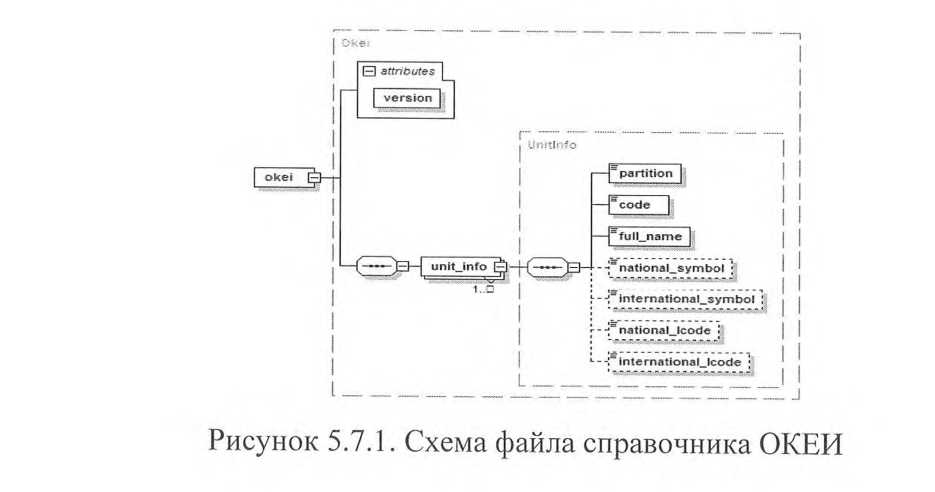 Okei
attributes
version
UnitInfo
partition
okei
code
full_name
unit_info
national_symbol
1..
international_symbol
national_lcode
international_lcode
Рисунок 5.7.1. Схема файла справочника ОКЕИ